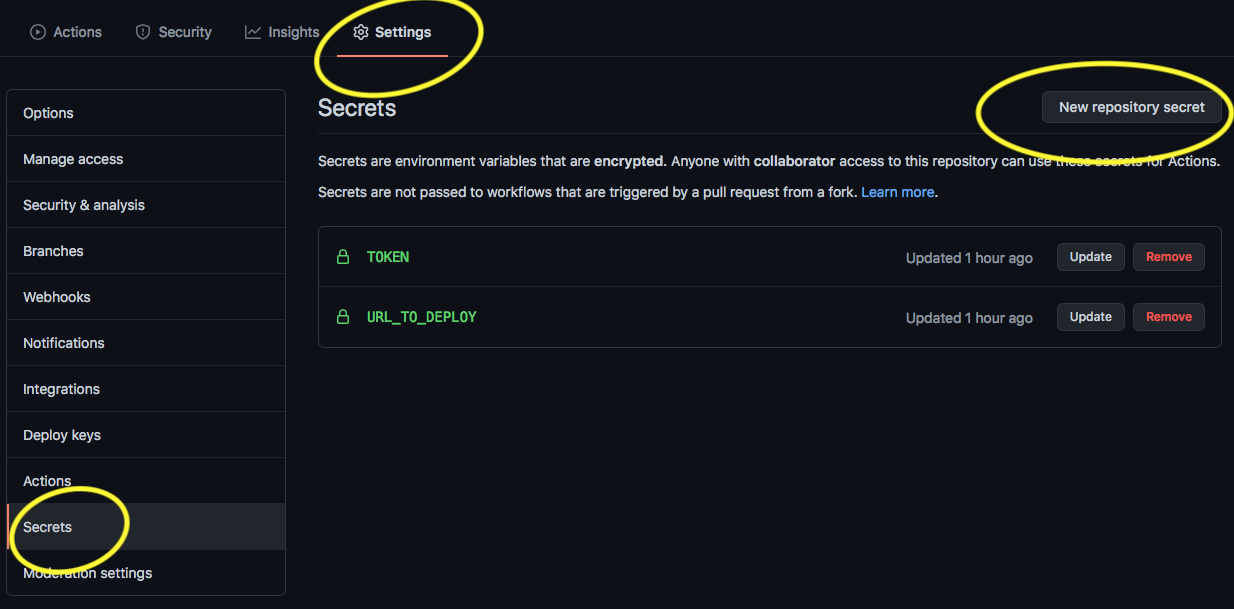 Actions Security Insights Settings
Options
Manage access
Security & analysis
Branches
Webhooks
Notifications
Integrations
Deploy keys
Actions
Secrets
Moderation settings
Secrets
New repository secret
Secrets are environment variables that are encrypted. Anyone with collaborator access to this repository can use these secrets for Actions.
Secrets are not passed to workflows that are triggered by a pull request from a fork. Learn more.
TOKEN Updated 1 hour ago Update Remove
URL_TO_DEPLOY Updated 1 hour ago Update Remove